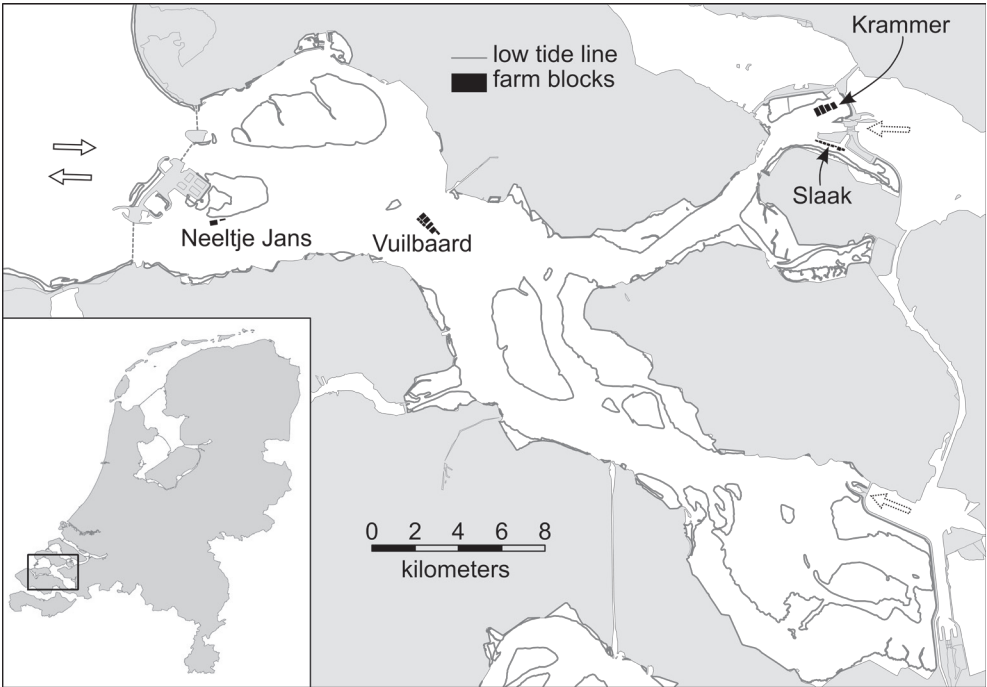 Krammer
low tide line
farm blocks
Slaak
Neeltje Jans
Vuilbaard
0 2 4 6 8
kilometers